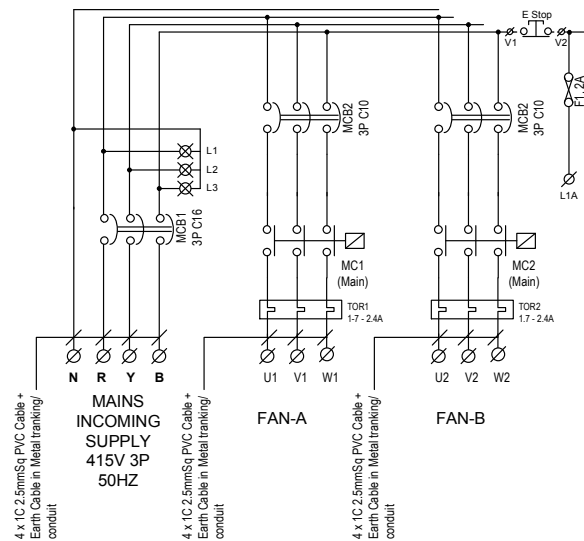 E Stop
V1
V2
F1, 2A
L1A
MCB2
3P C10
MCB2
3P C10
L1
L2
L3
MCB1
3P C16
MC1
(Main)
MC2
(Main)
TOR1
1-7 - 2.4A
TOR2
1.7 - 2.4A
N R Y B
U1 V1 W1
U2 V2 W2
MAINS
INCOMING
SUPPLY
415V 3P
50HZ
FAN-A
FAN-B
4 x 1C 2.5mmSq PVC Cable +
Earth Cable in Metal tranking/
conduit
4 x 1C 2.5mmSq PVC Cable +
Earth Cable in Metal tranking/
conduit
4 x 1C 2.5mmSq PVC Cable +
Earth Cable in Metal tranking/
conduit